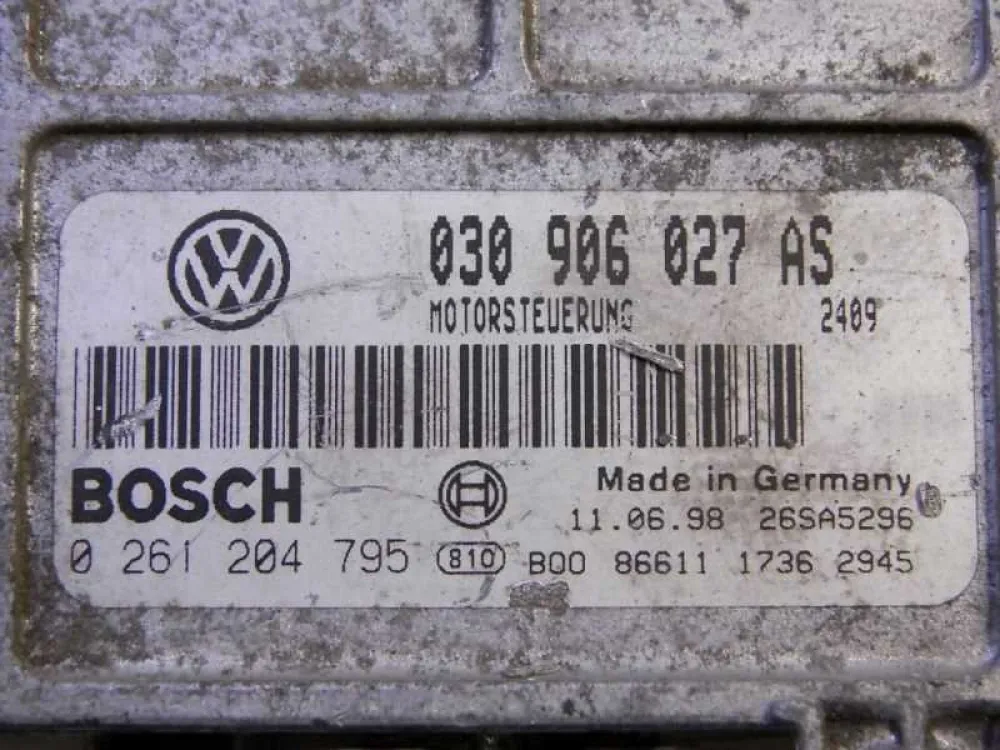 030 906 027 AS
MOTORSTEUERUNG 2409
BOSCH
Made in Germany
11.06.98 26SA5296
0 261 204 795 810 B00 86611 1736 2945